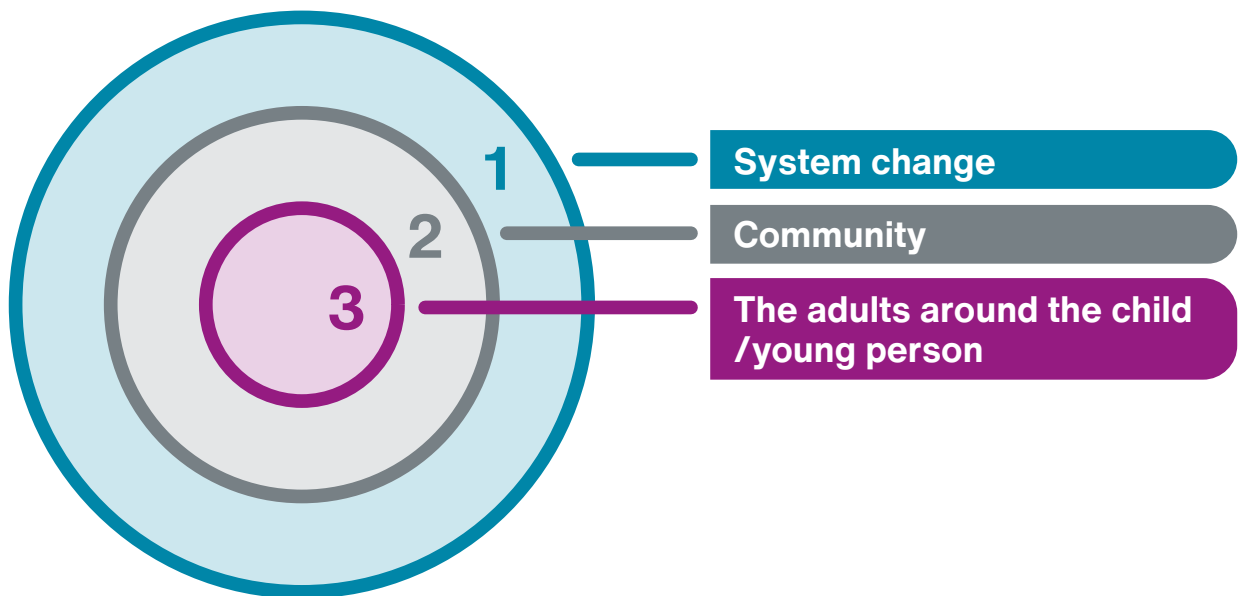 1
System change
2
Community
3
The adults around the child
/young person